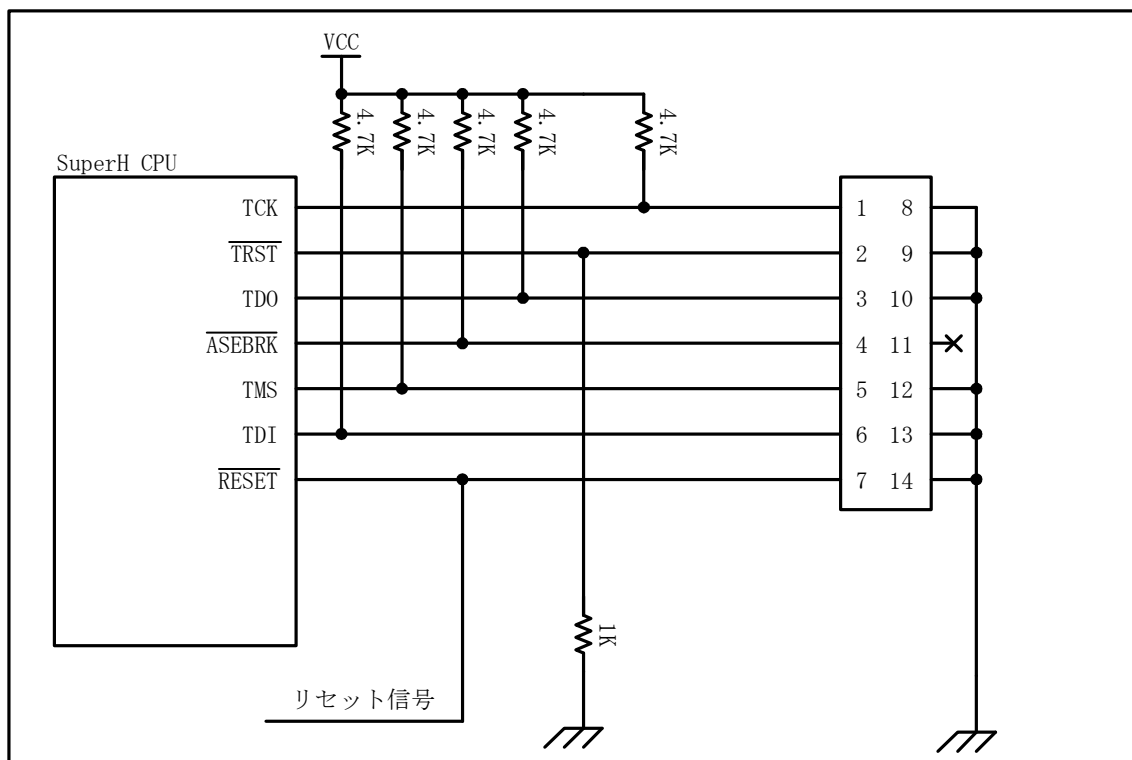 VCC
4.7K 4.7K 4.7K 4.7K 4.7K
SuperH CPU
TCK 1 8
TRST 2 9
TDO 3 10
ASEBRK 4 11
TMS 5 12
TDI 6 13
RESET 7 14
1K
リセット信号